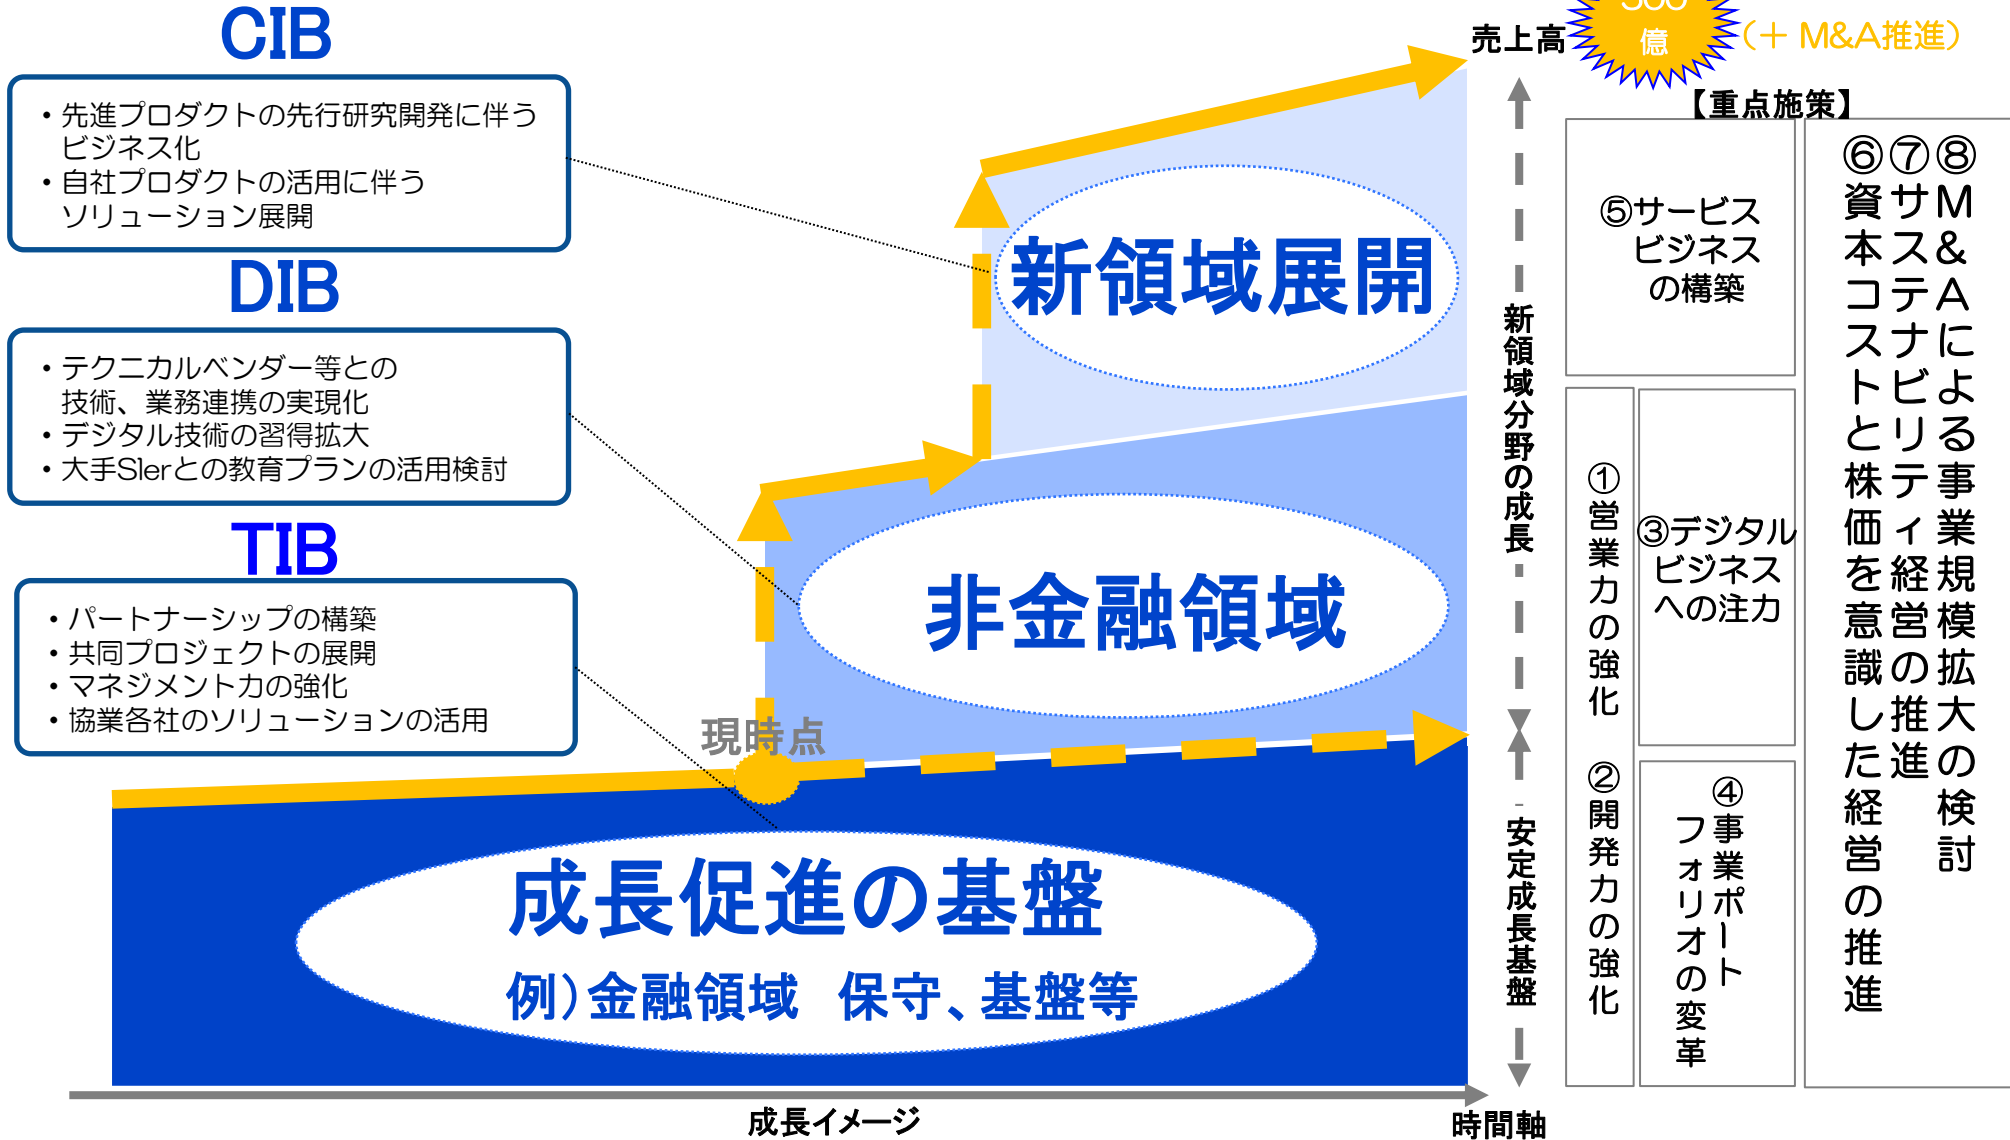 CIB
・先進プロダクトの先行研究開発に伴う
ビジネス化
・自社プロダクトの活用に伴う
ソリューション展開
DIB
・テクニカルベンダー等との
技術、業務連携の実現化
・デジタル技術の習得拡大
・大手SIerとの教育プランの活用検討
TIB
・パートナーシップの構築
・共同プロジェクトの展開
・マネジメント力の強化
・協業各社のソリューションの活用
現時点
新領域展開
非金融領域
成長促進の基盤
例）金融領域　保守、基盤等
成長イメージ
時間軸
売上高
億
（＋ M&A推進）
新領域分野の成長
安定成長基盤
【重点施策】
⑤サービス
ビジネス
の構築
①営業力の強化
②開発力の強化
③デジタル
ビジネス
への注力
④事業ポート
フォリオの変革
⑧M&Aによる事業規模拡大の検討
⑦サステナビリティ経営の推進
⑥資本コストと株価を意識した経営の推進